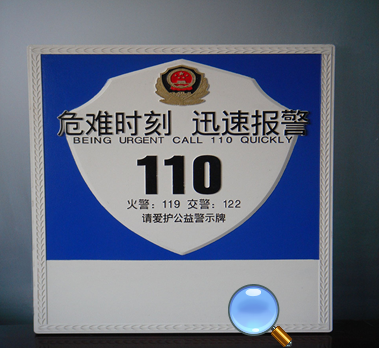 危难时刻 迅速报警
BEING URGENT CALL 110 QUICKLY
110
火警：119 交警：122
请爱护公益警示牌